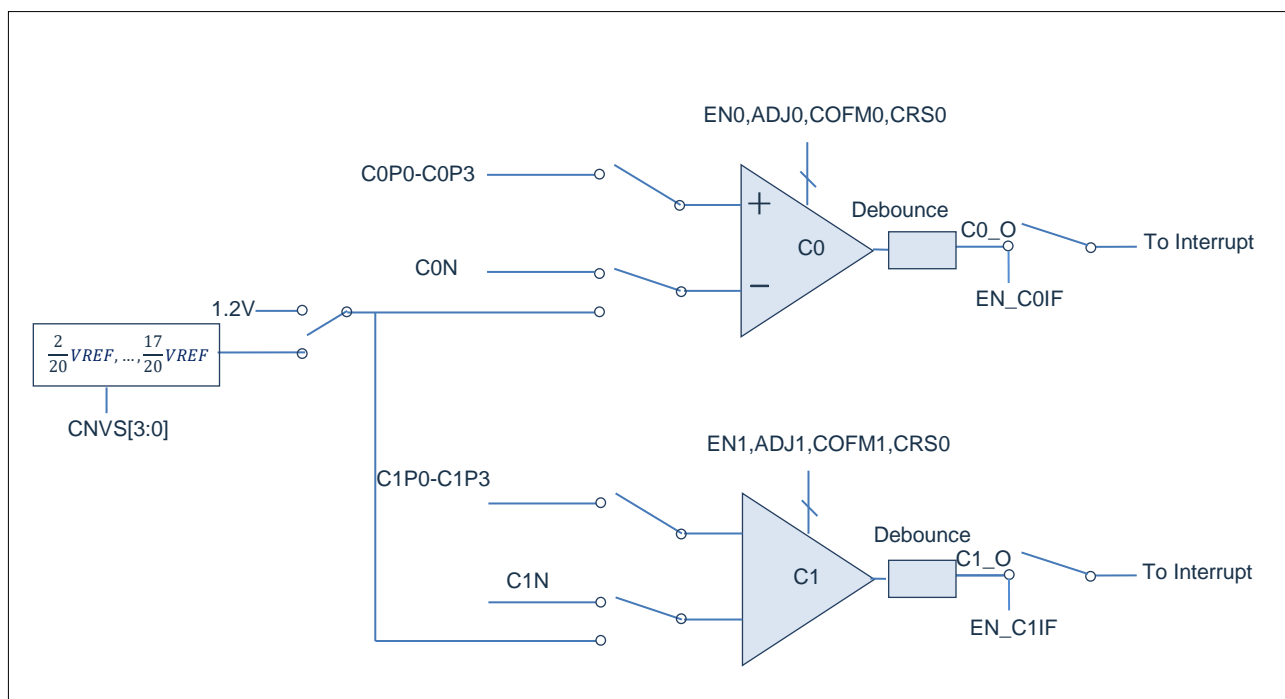 EN0,ADJ0,COFM0,CRS0
C0P0-C0P3
+
Debounce
C0
C0_O
To Interrupt
C0N
−
EN_C0IF
1.2V
2/20 VREF, ..., 17/20 VREF
CNVS[3:0]
EN1,ADJ1,COFM1,CRS0
C1P0-C1P3
Debounce
C1
C1_O
To Interrupt
C1N
EN_C1IF